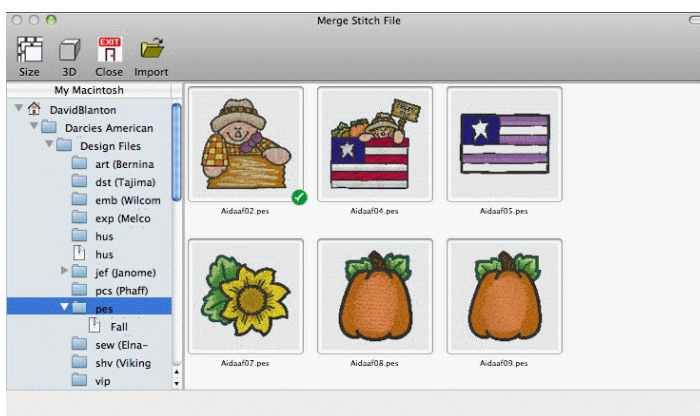 Merge Stitch File
EXIT
Size 3D Close Import
My Macintosh
DavidBlanton
Darcies American
Design Files
art (Bernina
dst (Tajima)
emb (Wilcom
exp (Melco
hus
hus
jef (Janome)
pcs (Phaff)
pes
Fall
sew (Elna-
shv (Viking
vip
Aidaaf02.pes Aidaaf04.pes Aidaaf05.pes
Aidaaf07.pes Aidaaf08.pes Aidaaf09.pes